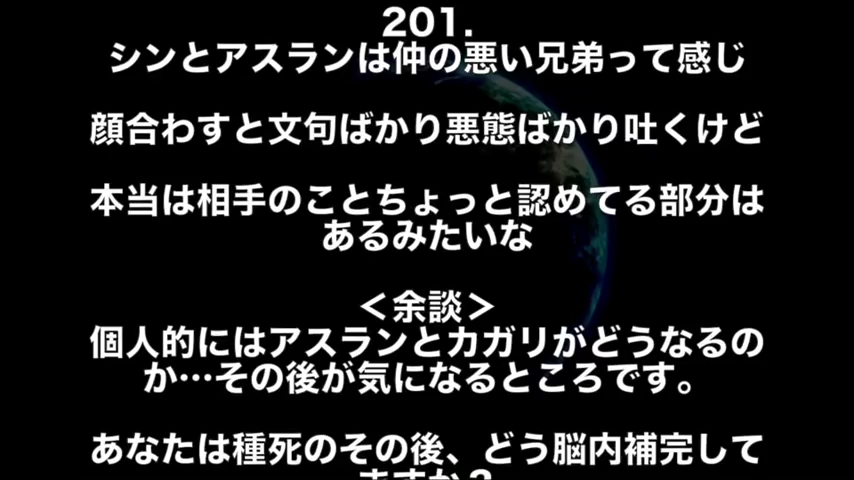 201.
シンとアスランは仲の悪い兄弟って感じ
顔合わすと文句ばかり悪態ばかり吐くけど
本当は相手のことちょっと認めてる部分は
あるみたいな
＜余談＞
個人的にはアスランとカガリがどうなるの
か…その後が気になるところです。
あなたは種死のその後、どう脳内補完して
ますか？